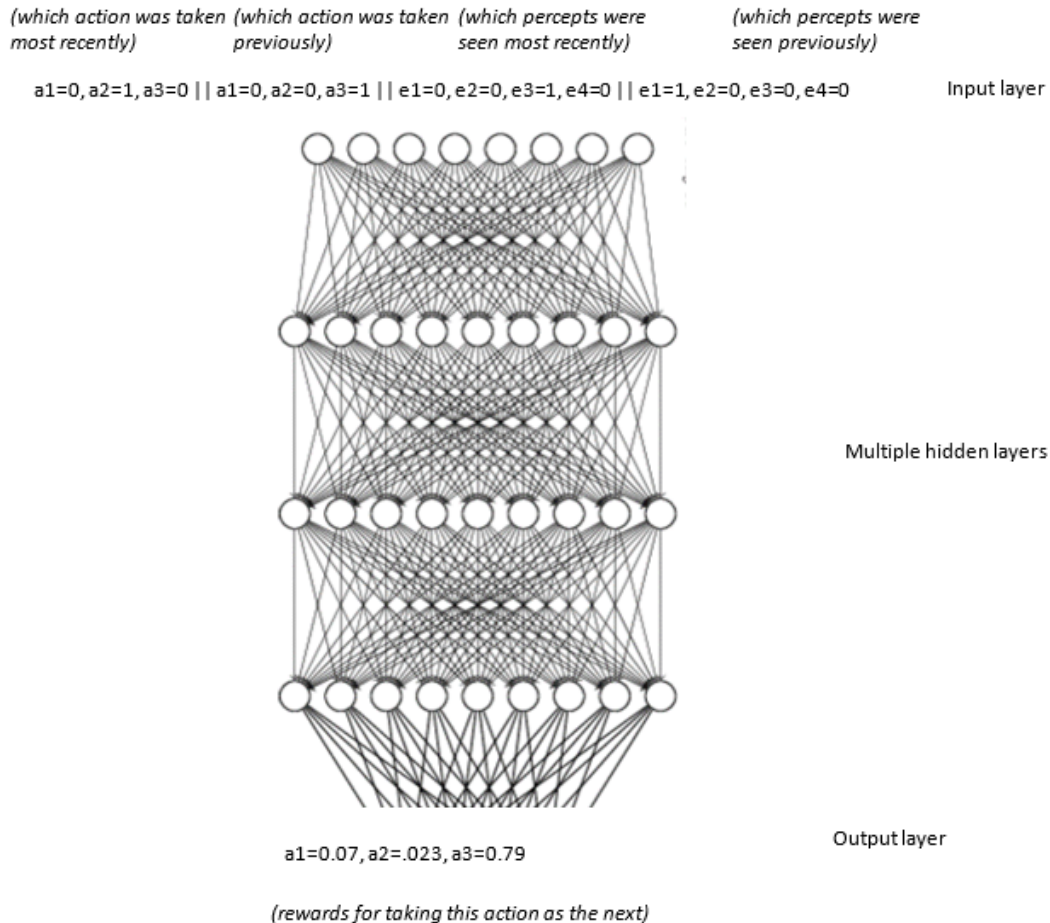 (which action was taken most recently)
(which action was taken previously)
(which percepts were seen most recently)
(which percepts were seen previously)
a1=0, a2=1, a3=0 || a1=0, a2=0, a3=1 || e1=0, e2=0, e3=1, e4=0 || e1=1, e2=0, e3=0, e4=0
Input layer
Multiple hidden layers
Output layer
a1=0.07, a2=.023, a3=0.79
(rewards for taking this action as the next)